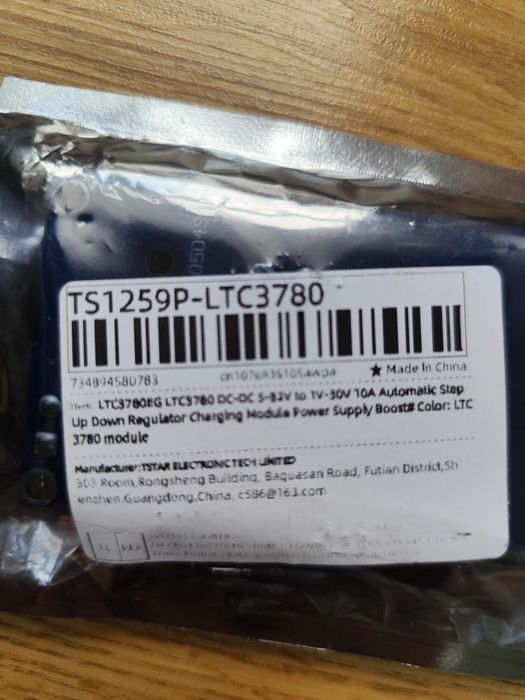 TS1259P-LTC3780
734894580783
★ Made In China
Item: LTC3780EG LTC3780 DC-DC 5-32V to 1V-30V 10A Automatic Step
Up Down Regulator Charging Module Power Supply Boost# Color: LTC
3780 module
Manufacturer:TSTAR ELECTRONIC TECH LIMITED
303 Room,Rongsheng Building, Baguasan Road, Futian District,Sh
enzhen,Guangdong,China, c586@163.com